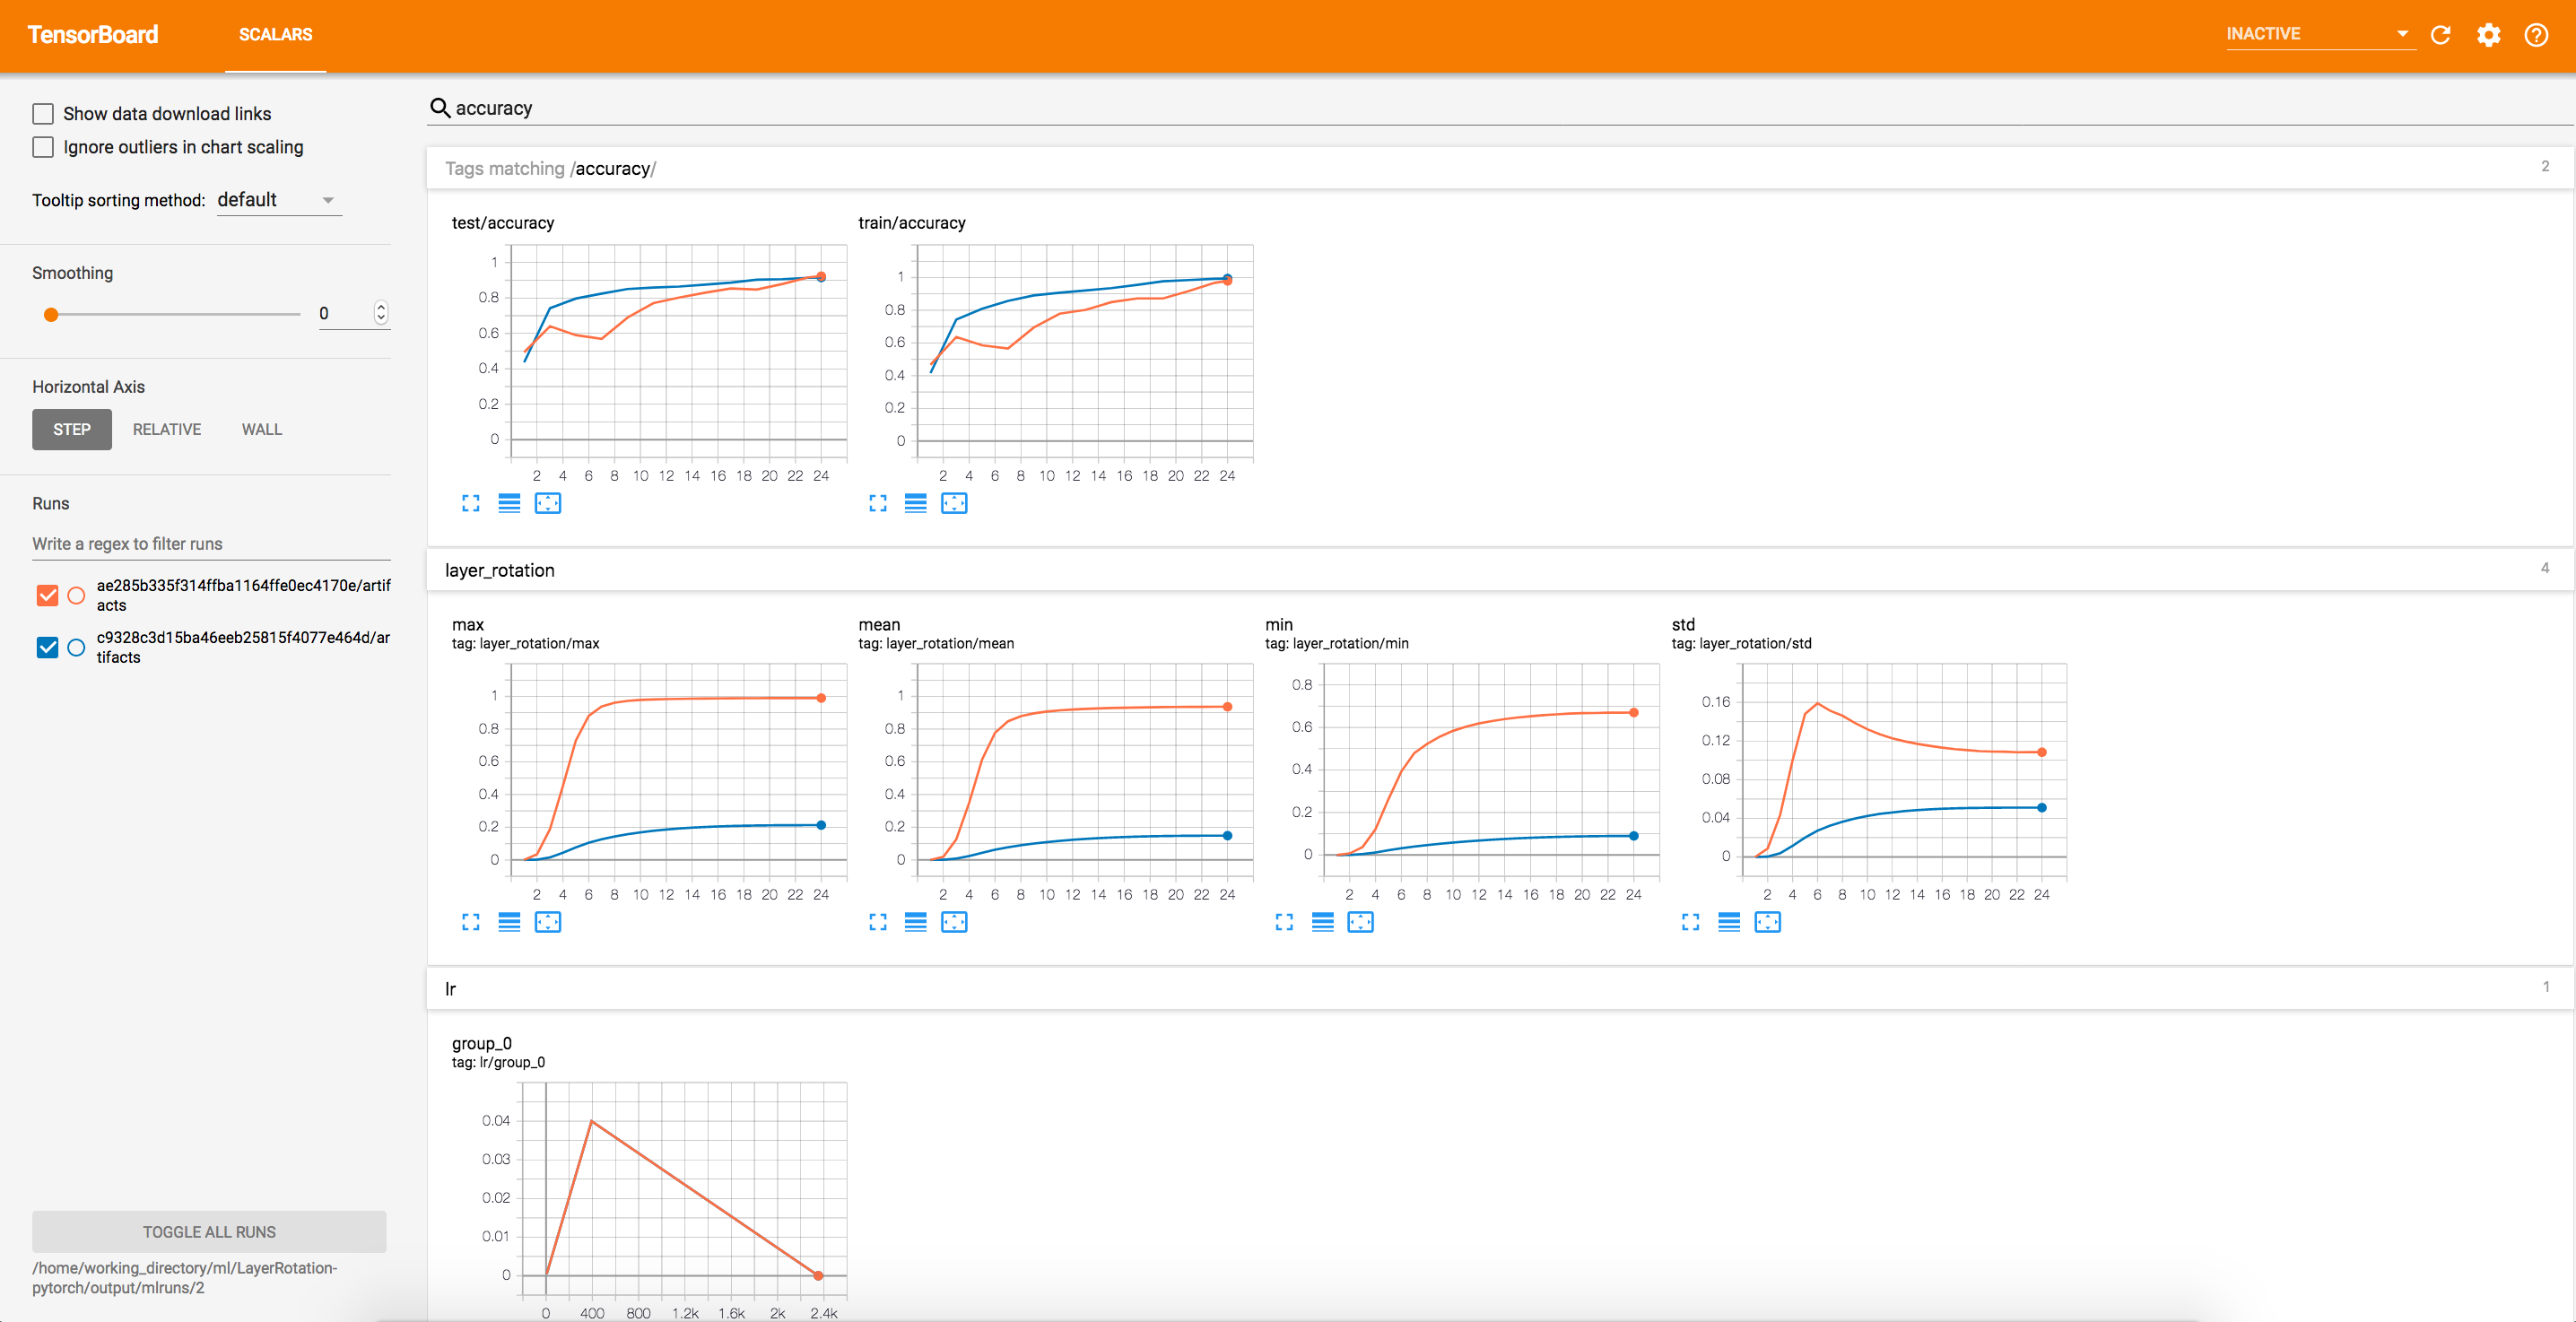 TensorBoard SCALARS INACTIVE
Show data download links
Ignore outliers in chart scaling
Tooltip sorting method: default
Smoothing
0
Horizontal Axis
STEP RELATIVE WALL
Runs
Write a regex to filter runs
ae285b335f314ffba1164ffe0ec4170e/artif
acts
c9328c3d15ba46eeb25815f4077e464d/ar
tifacts
TOGGLE ALL RUNS
/home/working_directory/ml/LayerRotation-
pytorch/output/mlruns/2
accuracy
Tags matching /accuracy/ 2
test/accuracy
1
0.8
0.6
0.4
0.2
0
2 4 6 8 10 12 14 16 18 20 22 24
train/accuracy
1
0.8
0.6
0.4
0.2
0
2 4 6 8 10 12 14 16 18 20 22 24
layer_rotation 4
max
tag: layer_rotation/max
1
0.8
0.6
0.4
0.2
0
2 4 6 8 10 12 14 16 18 20 22 24
mean
tag: layer_rotation/mean
1
0.8
0.6
0.4
0.2
0
2 4 6 8 10 12 14 16 18 20 22 24
min
tag: layer_rotation/min
0.8
0.6
0.4
0.2
0
2 4 6 8 10 12 14 16 18 20 22 24
std
tag: layer_rotation/std
0.16
0.12
0.08
0.04
0
2 4 6 8 10 12 14 16 18 20 22 24
lr 1
group_0
tag: lr/group_0
0.04
0.03
0.02
0.01
0
0 400 800 1.2k 1.6k 2k 2.4k